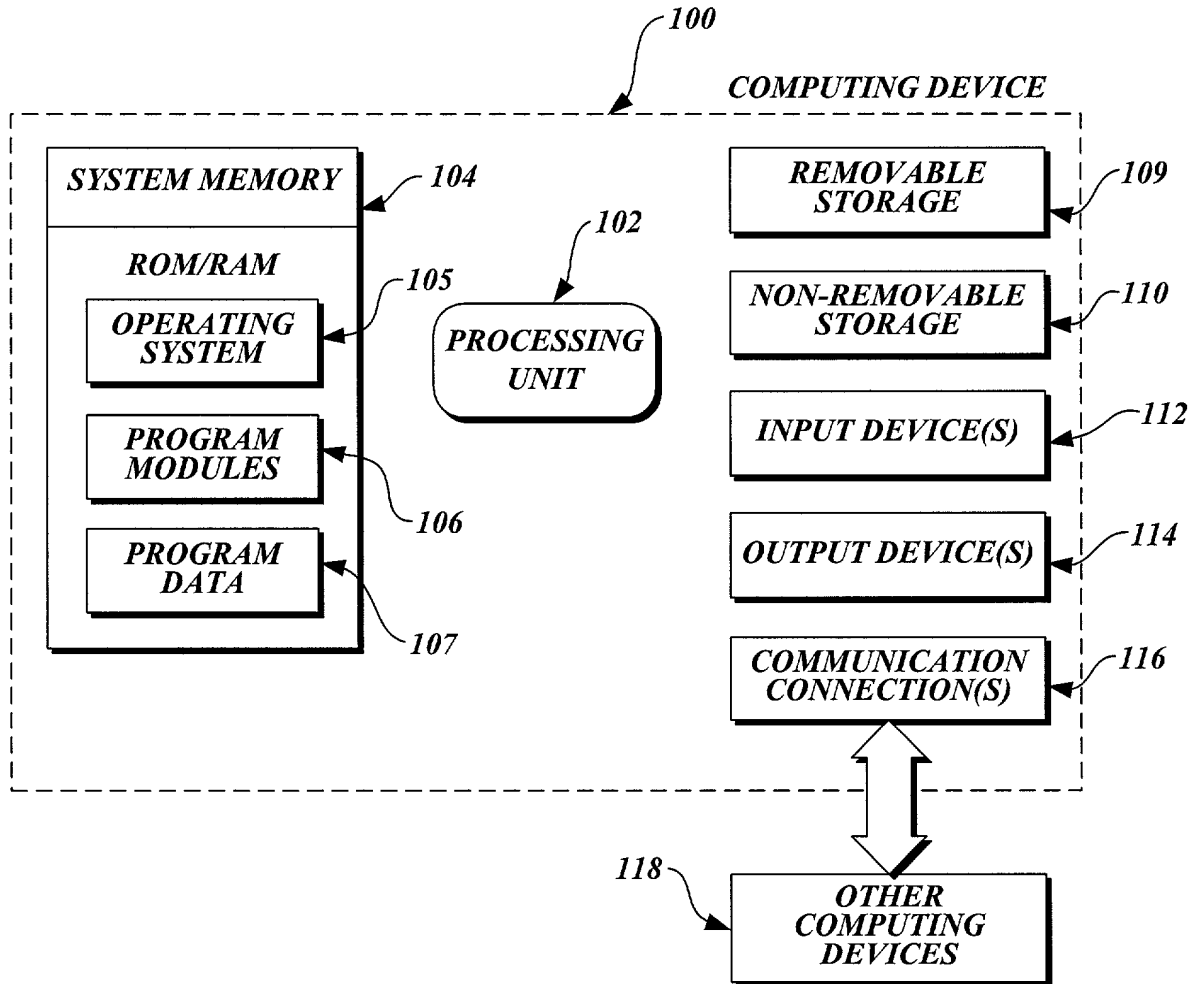 100
COMPUTING DEVICE
SYSTEM MEMORY
104
ROM/RAM
105
OPERATING
SYSTEM
PROGRAM
MODULES
106
PROGRAM
DATA
107
102
PROCESSING
UNIT
REMOVABLE
STORAGE
109
NON-REMOVABLE
STORAGE
110
INPUT DEVICE(S)
112
OUTPUT DEVICE(S)
114
COMMUNICATION
CONNECTION(S)
116
118
OTHER
COMPUTING
DEVICES